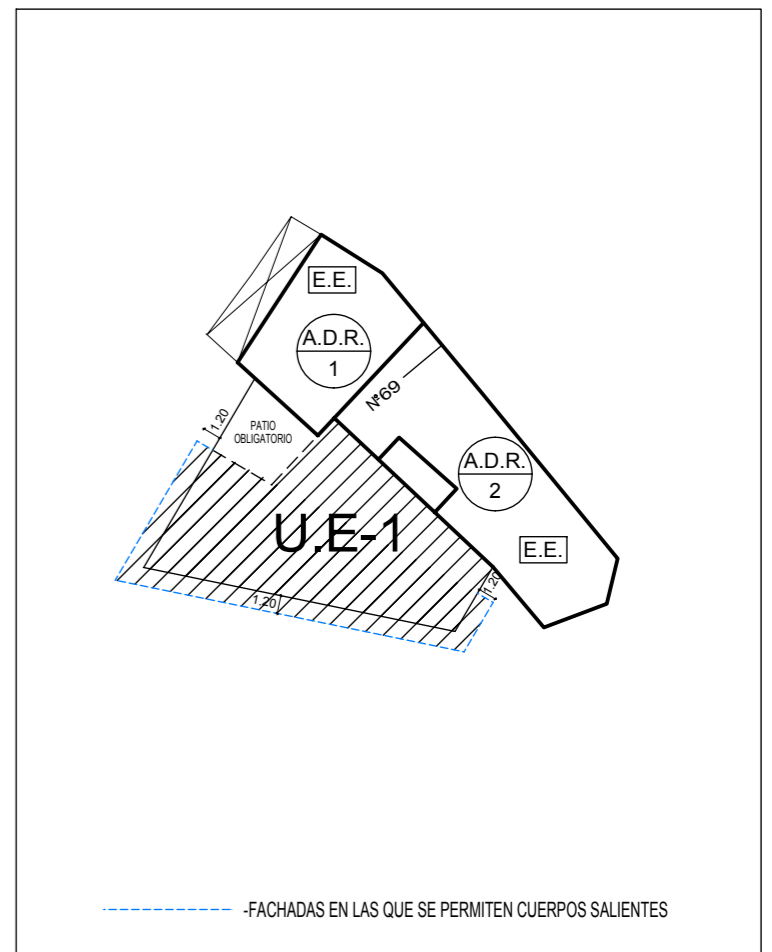 E.E.
A.D.R.
1
Nº69
1.20
PATIO
OBLIGATORIO
A.D.R.
2
U.E-1
E.E.
1.20
1.20
-FACHADAS EN LAS QUE SE PERMITEN CUERPOS SALIENTES